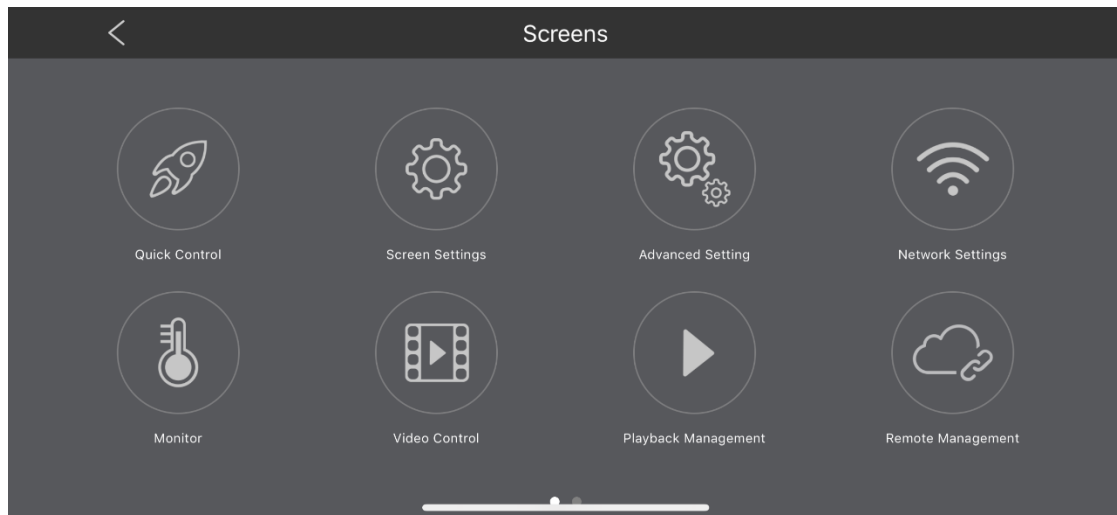 Screens
Quick Control
Screen Settings
Advanced Setting
Network Settings
Monitor
Video Control
Playback Management
Remote Management